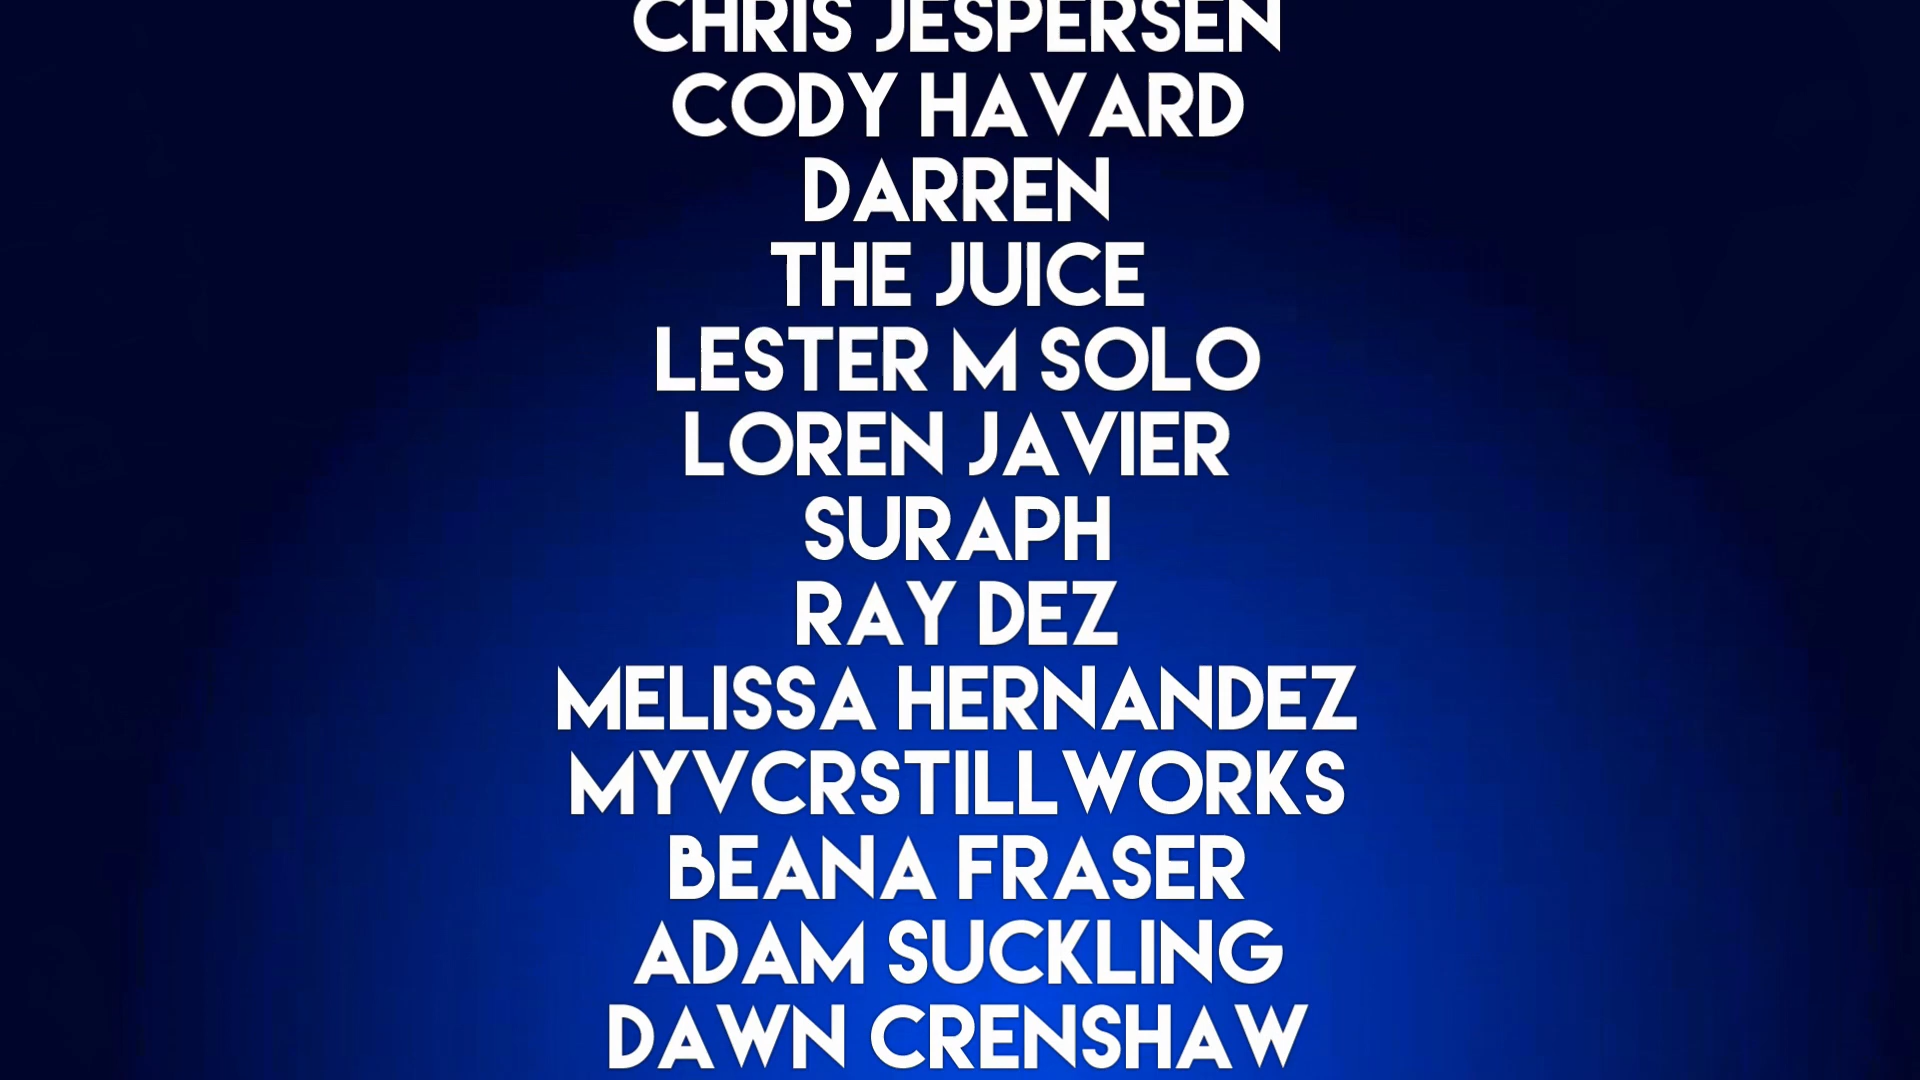 CHRIS JESPERSEN
CODY HAVARD
DARREN
THE JUICE
LESTER M SOLO
LOREN JAVIER
SURAPH
RAY DEZ
MELISSA HERNANDEZ
MYVCRSTILLWORKS
BEANA FRASER
ADAM SUCKLING
DAWN CRENSHAW